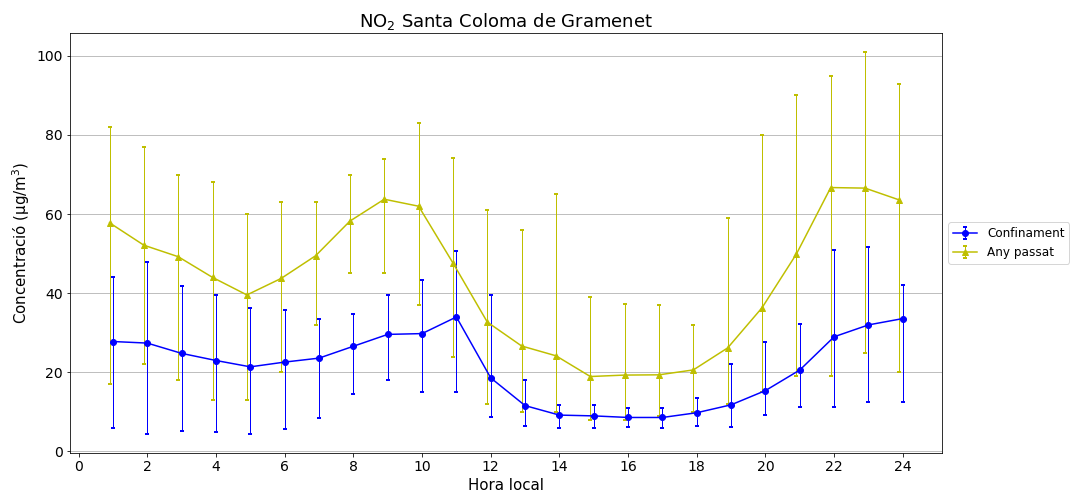 NO₂ Santa Coloma de Gramenet
Concentració (µg/m³)
100
80
60
40
20
0
0 2 4 6 8 10 12 14 16 18 20 22 24
Hora local
Confinament
Any passat